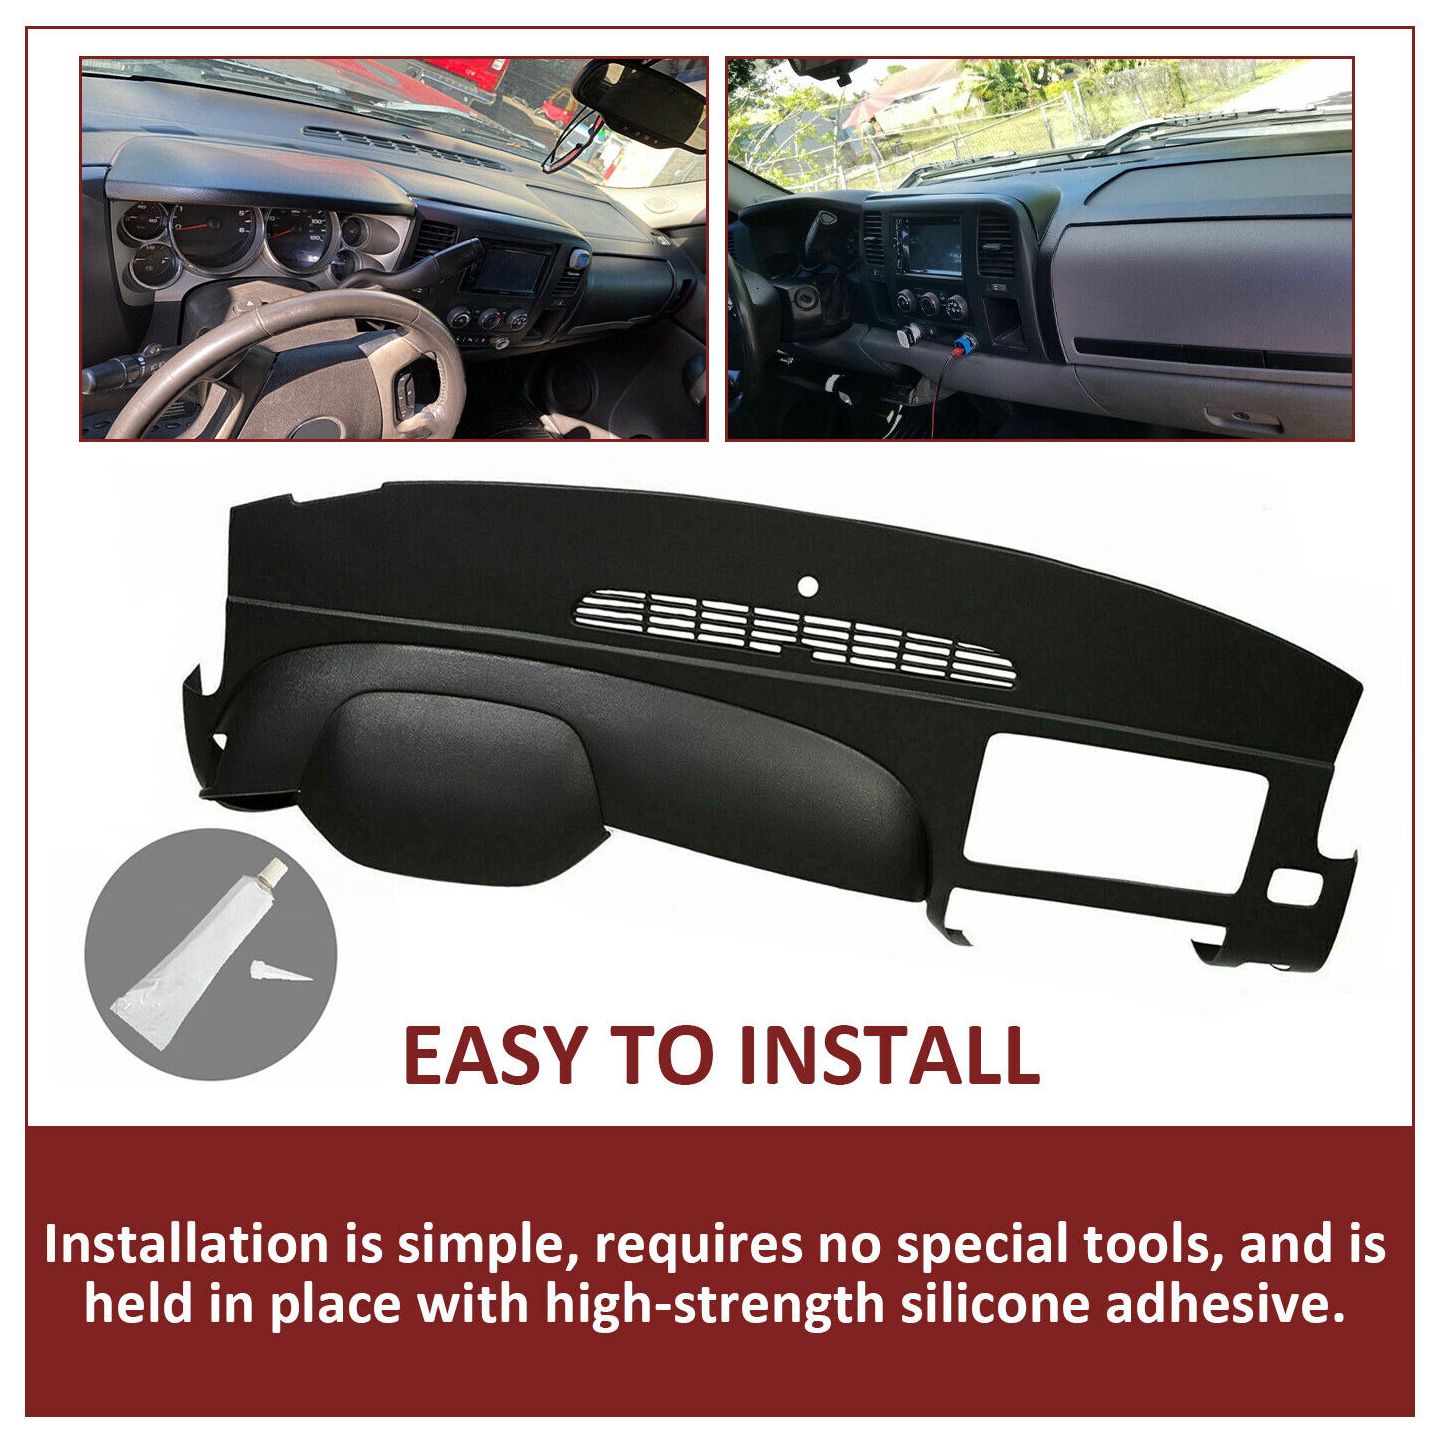 EASY TO INSTALL
Installation is simple, requires no special tools, and is
held in place with high-strength silicone adhesive.